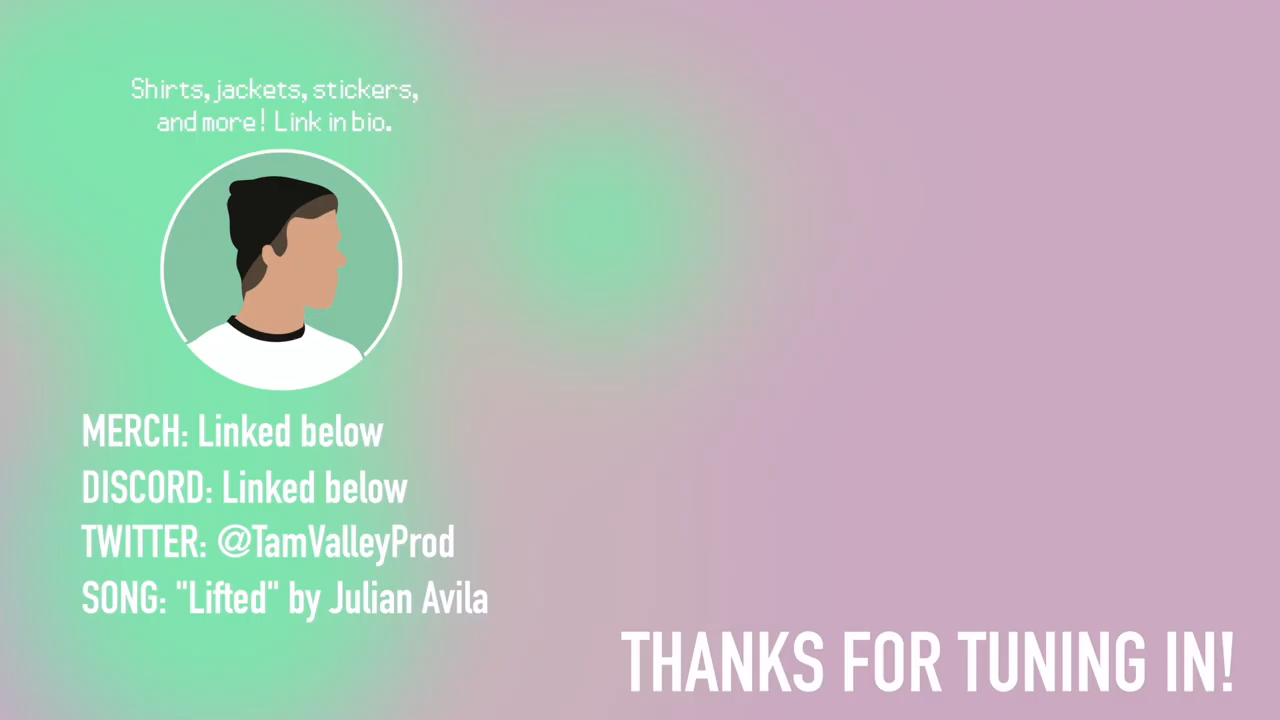 Shirts, jackets, stickers,
and more! Link in bio.
MERCH: Linked below
DISCORD: Linked below
TWITTER: @TamValleyProd
SONG: "Lifted" by Julian Avila
THANKS FOR TUNING IN!